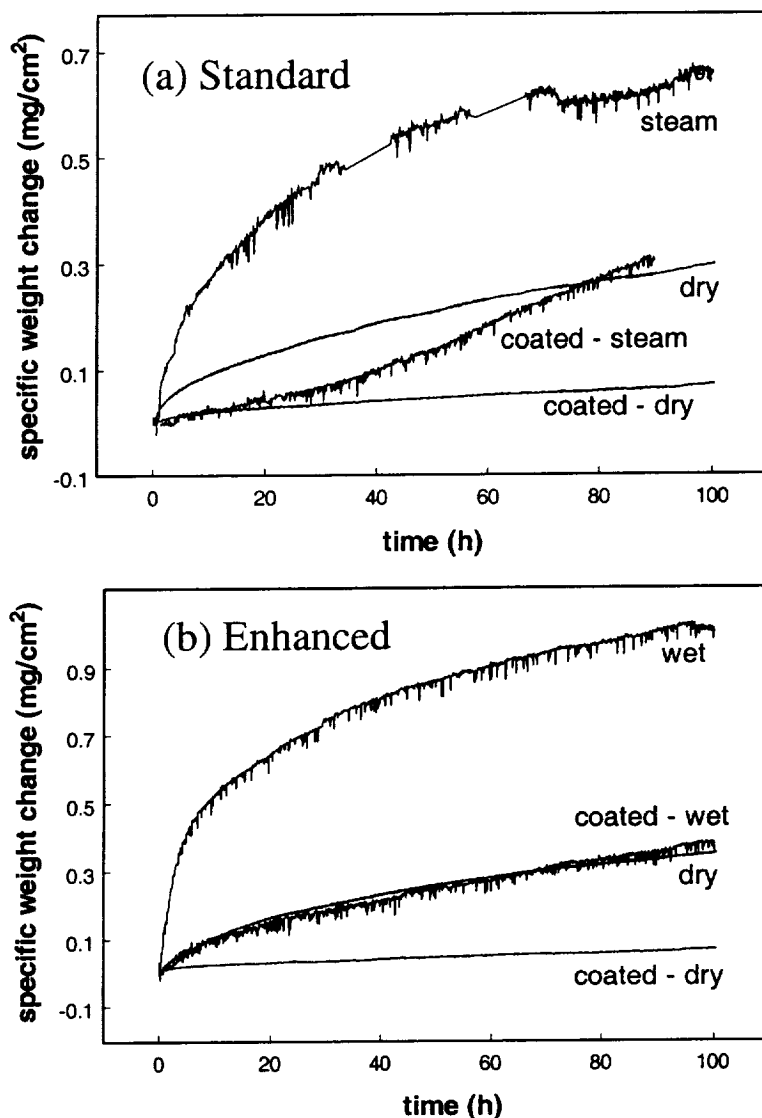 (a) Standard
specific weight change (mg/cm²)
0.7
0.5
0.3
0.1
-0.1
steam
dry
coated - steam
coated - dry
0 20 40 60 80 100
time (h)
(b) Enhanced
specific weight change (mg/cm²)
0.9
0.7
0.5
0.3
0.1
-0.1
wet
coated - wet
dry
coated - dry
0 20 40 60 80 100
time (h)